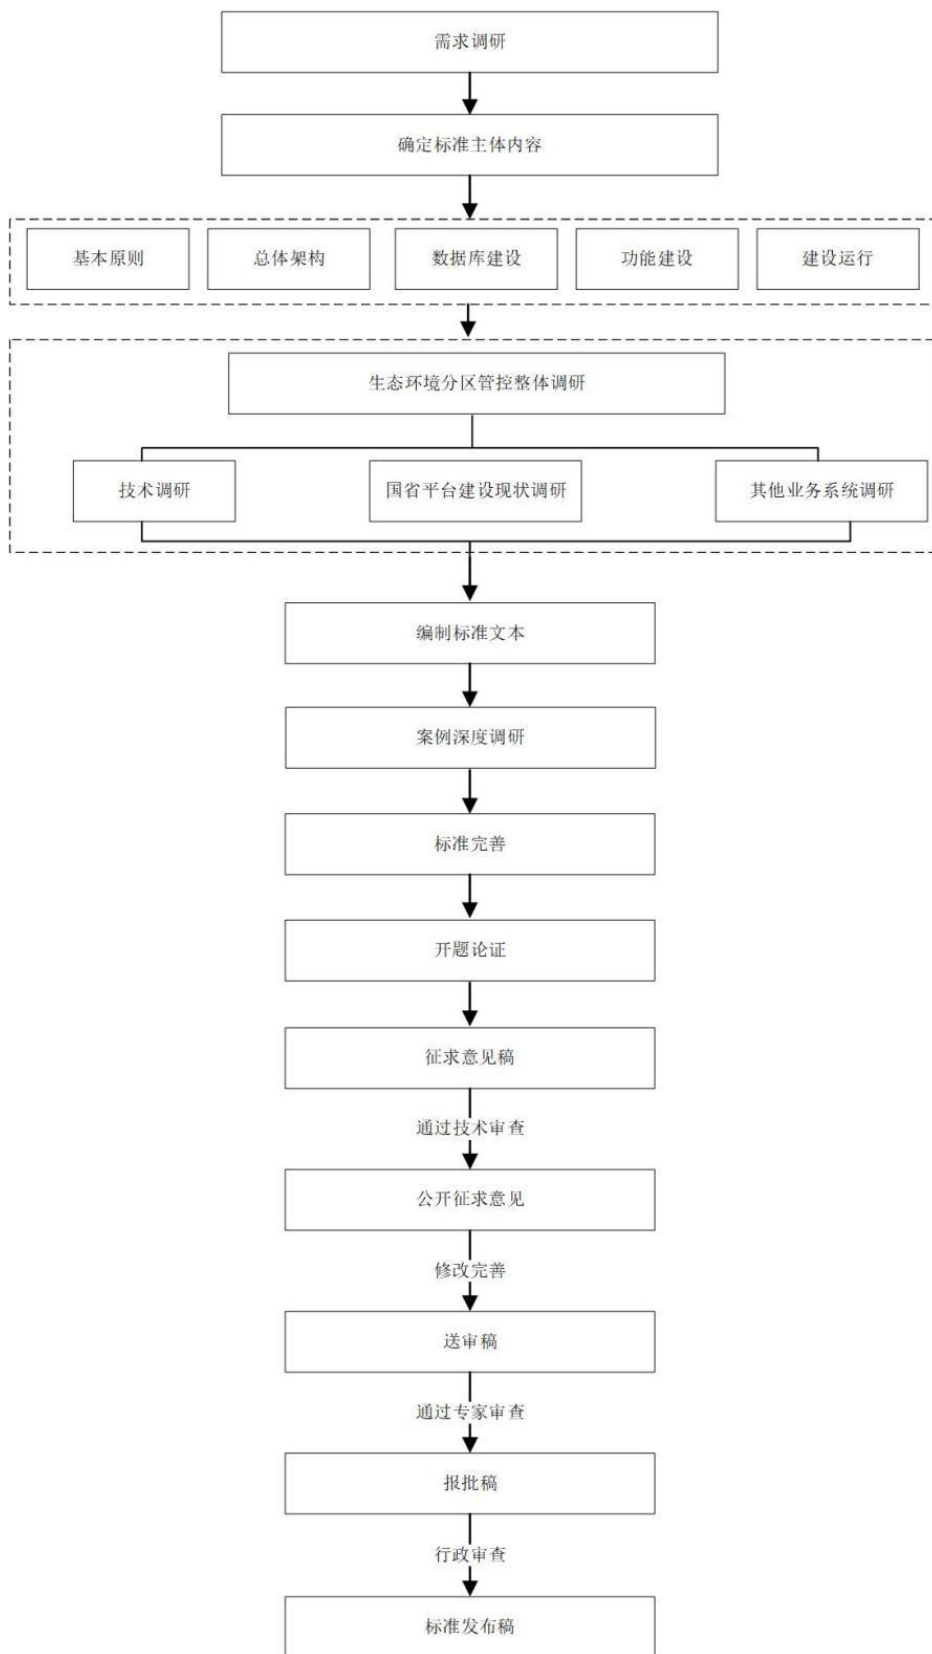 需求调研
确定标准主体内容
基本原则
总体架构
数据库建设
功能建设
建设运行
生态环境分区管控整体调研
技术调研
国省平台建设现状调研
其他业务系统调研
编制标准文本
案例深度调研
标准完善
开题论证
征求意见稿
通过技术审查
公开征求意见
修改完善
送审稿
通过专家审查
报批稿
行政审查
标准发布稿